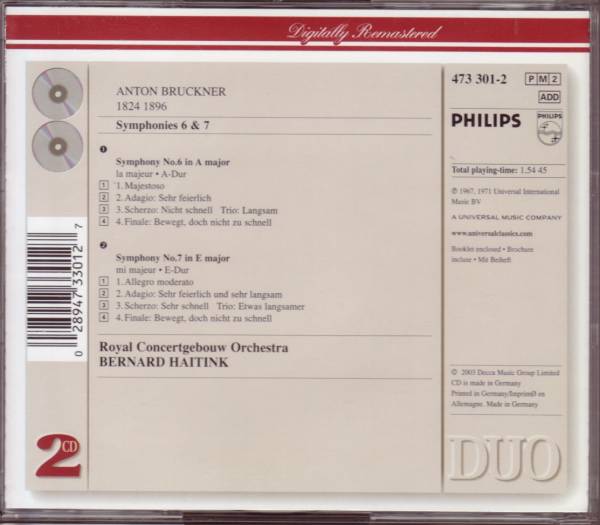 Digitally Remastered
ANTON BRUCKNER
1824 1896
Symphonies 6 & 7
1
Symphony No.6 in A major
la majeur • A-Dur
1 1. Majestoso
2 2. Adagio: Sehr feierlich
3 3. Scherzo: Nicht schnell Trio: Langsam
4 4. Finale: Bewegt, doch nicht zu schnell
2
Symphony No.7 in E major
mi majeur • E-Dur
1 1. Allegro moderato
2 2. Adagio: Sehr feierlich und sehr langsam
3 3. Scherzo: Sehr schnell Trio: Etwas langsamer
4 4. Finale: Bewegt, doch nicht zu schnell
Royal Concertgebouw Orchestra
BERNARD HAITINK
473 301-2 P M 2
ADD
PHILIPS
PHILIPS
Total playing-time: 1.54 45
℗ 1967, 1971 Universal International
Music BV
A UNIVERSAL MUSIC COMPANY
www.universalclassics.com
Booklet enclosed • Brochure
incluse • Mit Beiheft
© 2003 Decca Music Group Limited
CD is made in Germany
Printed in Germany/ImprimØ en
Allemagne. Made in Germany
0 28947 33012 7
2 CD
DUO